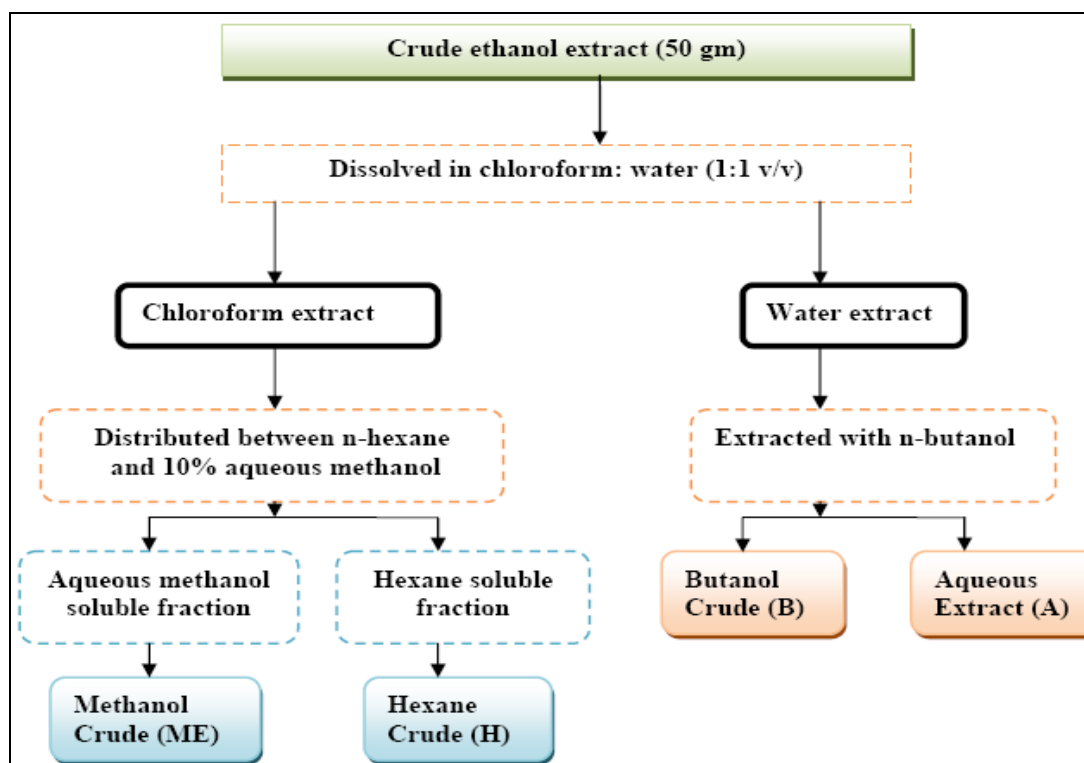 Crude ethanol extract (50 gm)
Dissolved in chloroform: water (1:1 v/v)
Chloroform extract
Water extract
Distributed between n-hexane
and 10% aqueous methanol
Extracted with n-butanol
Aqueous methanol
soluble fraction
Hexane soluble
fraction
Butanol
Crude (B)
Aqueous
Extract (A)
Methanol
Crude (ME)
Hexane
Crude (H)